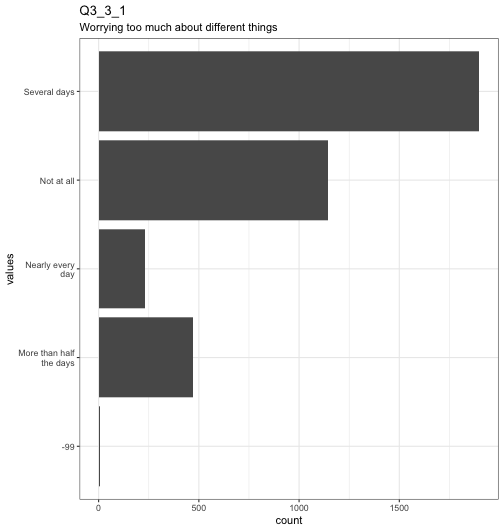 Q3_3_1
Worrying too much about different things
values
Several days
Not at all
Nearly every
day
More than half
the days
-99
0
500
1000
1500
count